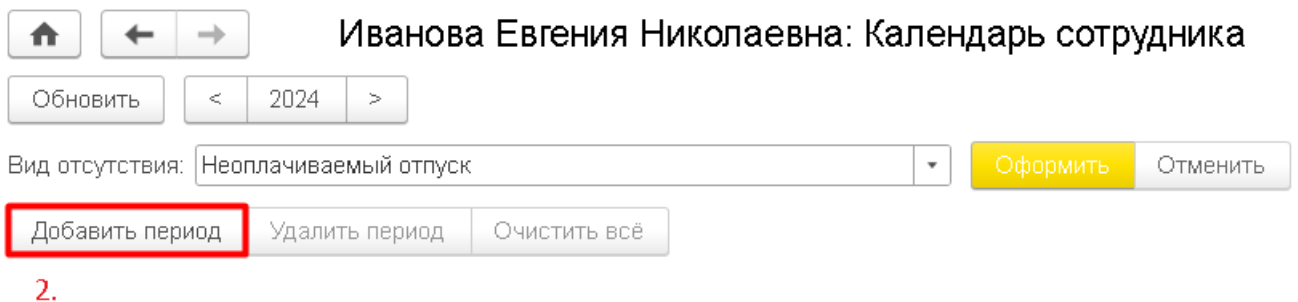 Иванова Евгения Николаевна: Календарь сотрудника
Обновить < 2024 >
Вид отсутствия: Неоплачиваемый отпуск Оформить Отменить
Добавить период Удалить период Очистить всё
2.